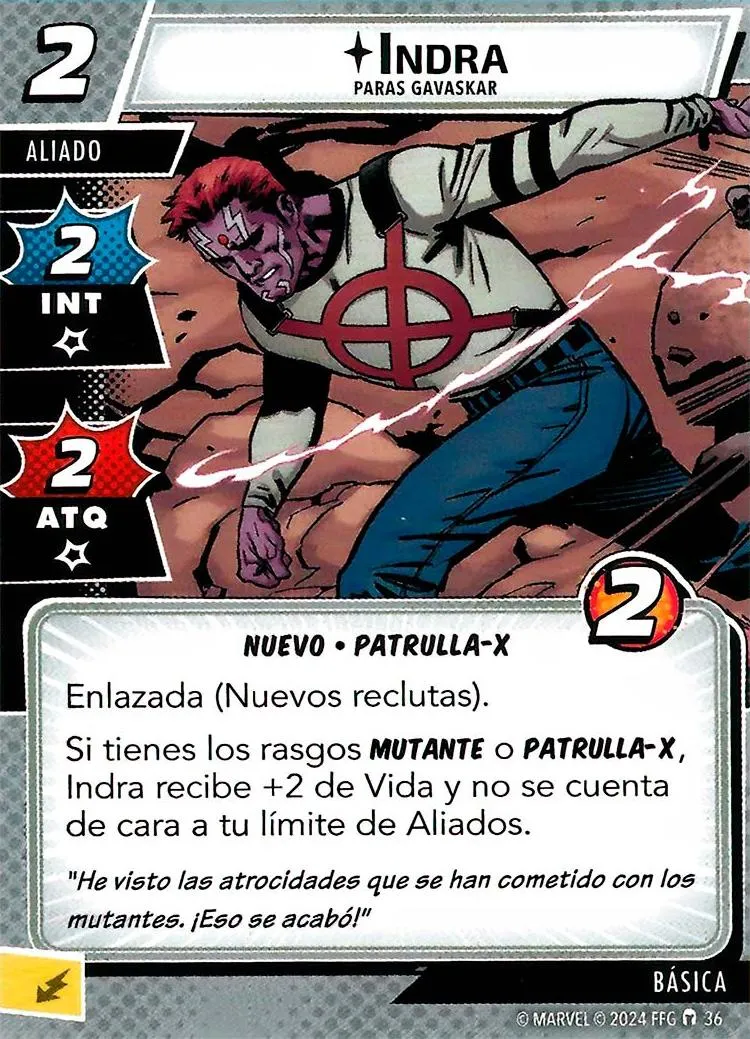 2
INDRA
PARAS GAVASKAR
ALIADO
2
INT
2
ATQ
2
NUEVO • PATRULLA-X
Enlazada (Nuevos reclutas).
Si tienes los rasgos MUTANTE o PATRULLA-X,
Indra recibe +2 de Vida y no se cuenta
de cara a tu límite de Aliados.
"He visto las atrocidades que se han cometido con los
mutantes. ¡Eso se acabó!"
BÁSICA
© MARVEL © 2024 FFG 36